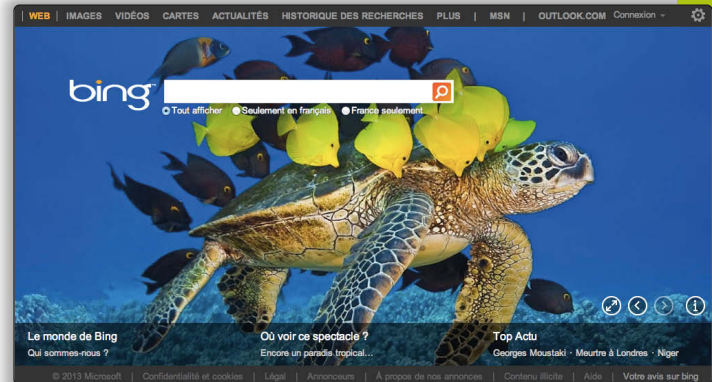 WEB | IMAGES VIDÉOS CARTES ACTUALITÉS HISTORIQUE DES RECHERCHES PLUS | MSN | OUTLOOK.COM Connexion
bing
Tout afficher Seulement en français France seulement
Le monde de Bing Où voir ce spectacle ? Top Actu
Qui sommes-nous ? Encore un paradis tropical... Georges Moustaki · Meurtre à Londres · Niger
© 2013 Microsoft | Confidentialité et cookies | Légal | Annonceurs | À propos de nos annonces | Contenu illicite | Aide | Votre avis sur bing